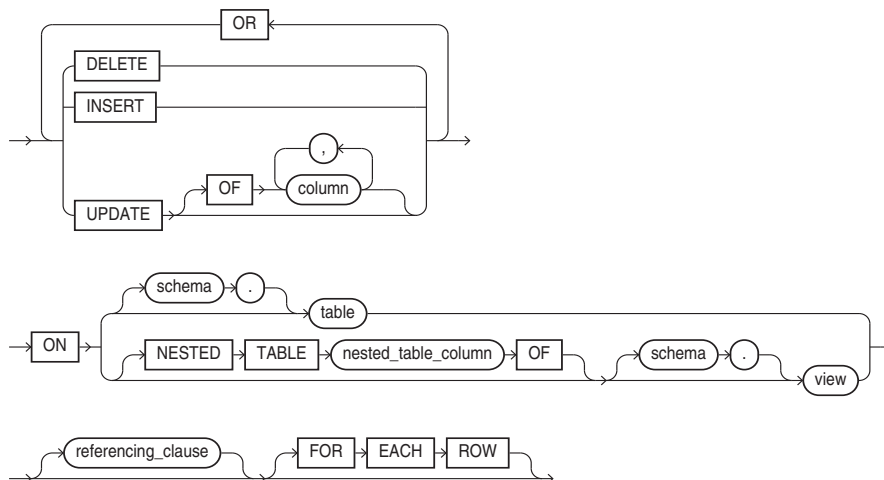 OR
DELETE
INSERT
,
OF column
UPDATE
schema .
table
ON
NESTED TABLE nested_table_column OF schema .
view
referencing_clause FOR EACH ROW